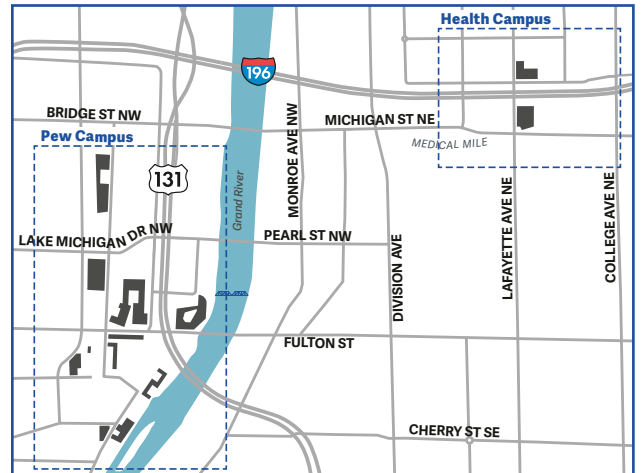 Health Campus
196
BRIDGE ST NW
MICHIGAN ST NE
MEDICAL MILE
Pew Campus
131
Grand River
MONROE AVE NW
LAKE MICHIGAN DR NW
PEARL ST NW
DIVISION AVE
LAFAYETTE AVE NE
COLLEGE AVE NE
FULTON ST
CHERRY ST SE